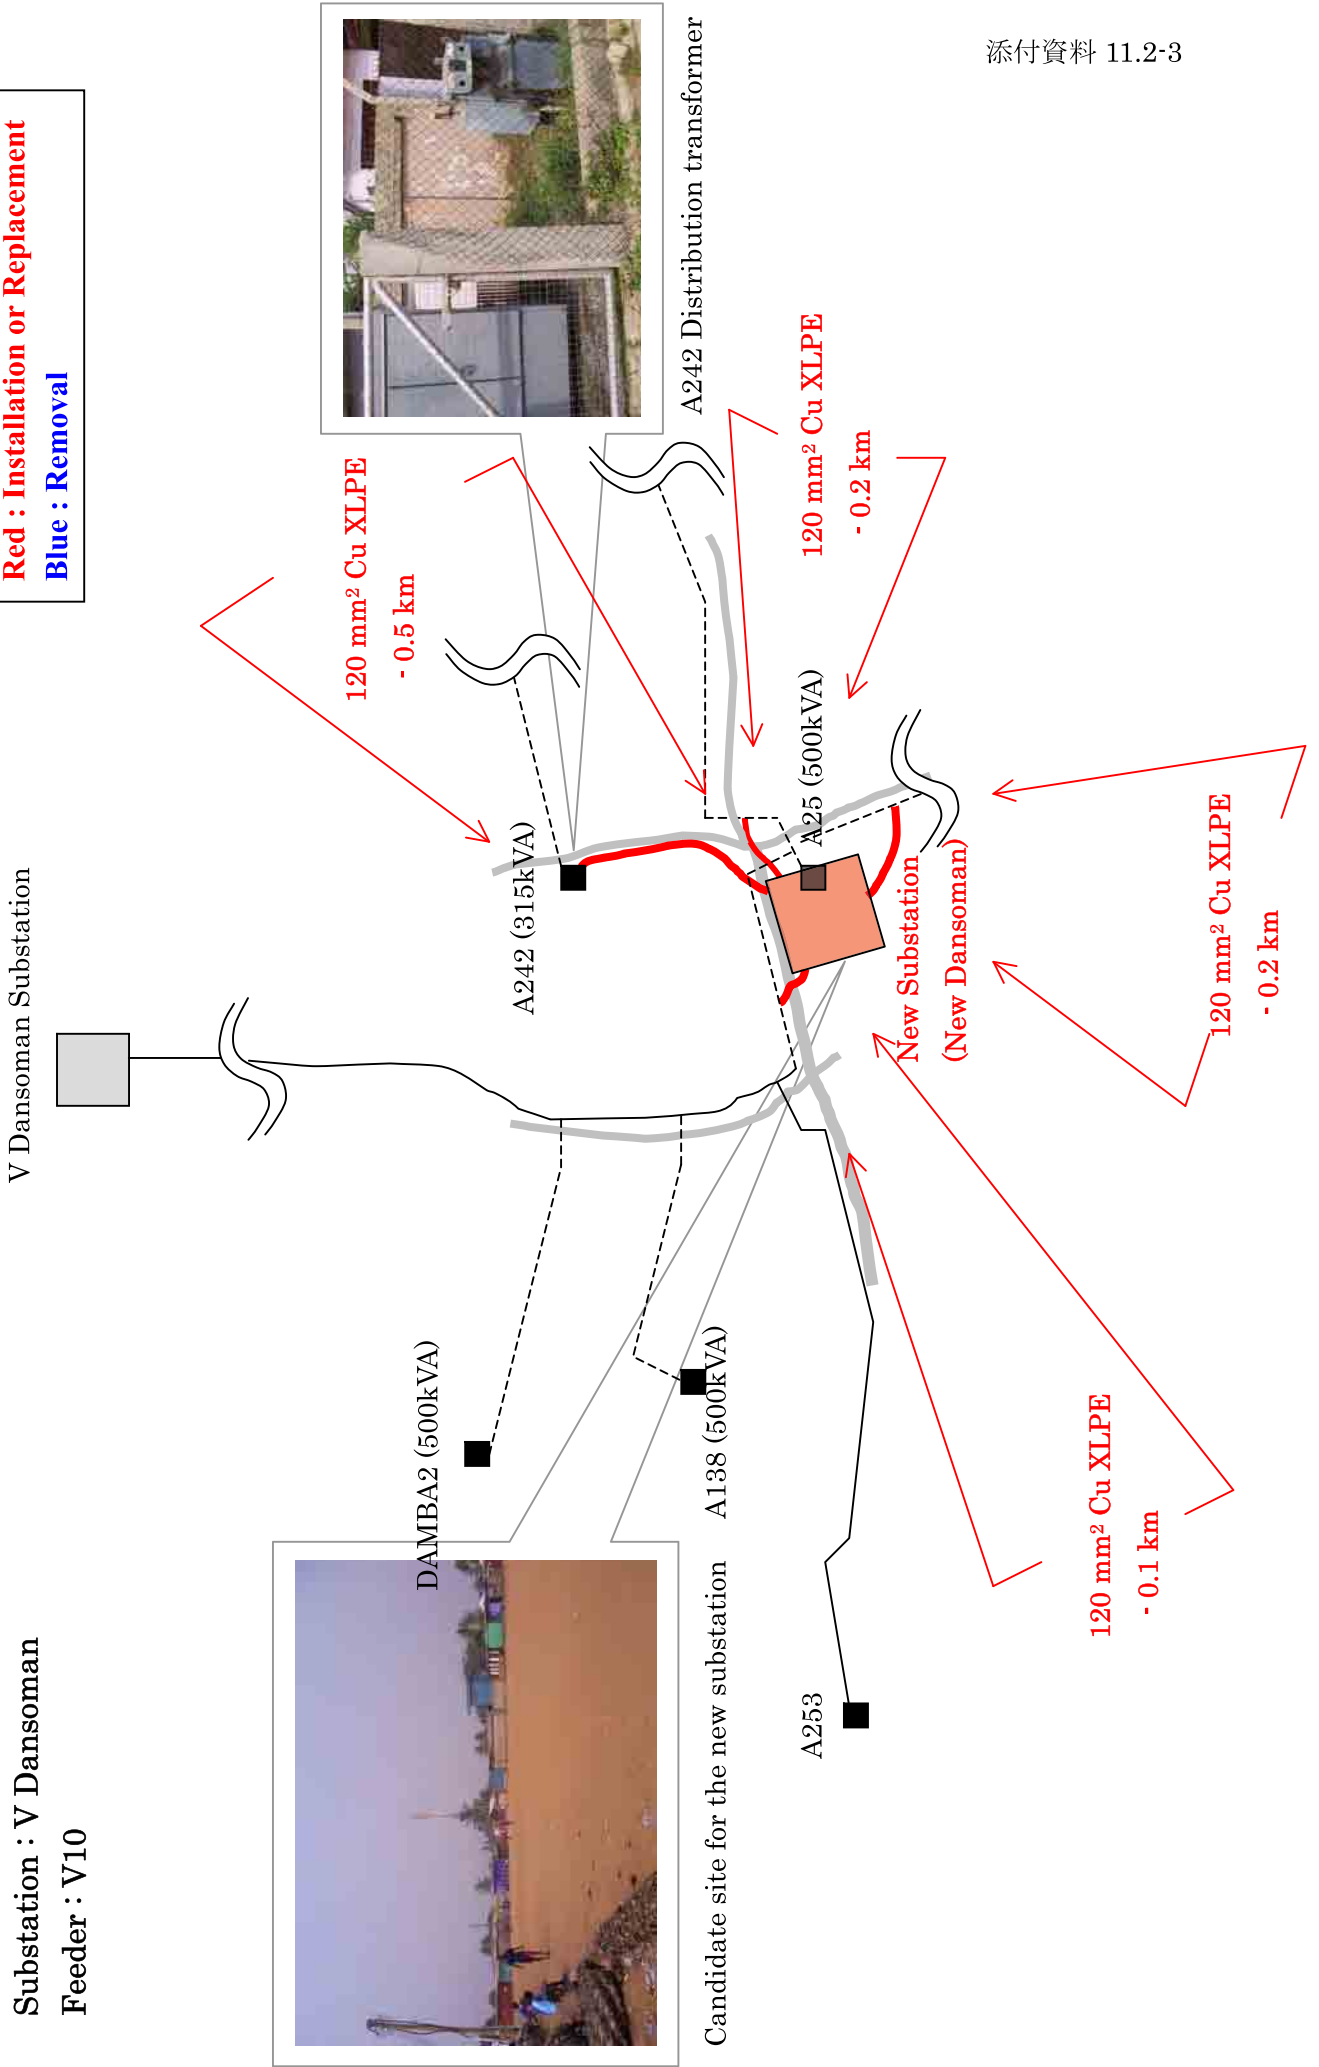 添付資料 11.2-3
Substation : V Dansoman
Feeder : V10
V Dansoman Substation
Red : Installation or Replacement
Blue : Removal
120 mm² Cu XLPE
- 0.5 km
A242 Distribution transformer
DAMBA2 (500kVA)
A242 (315kVA)
A138 (500kVA)
Candidate site for the new substation
120 mm² Cu XLPE
- 0.2 km
A25 (500kVA)
A253
New Substation
(New Dansoman)
120 mm² Cu XLPE
- 0.1 km
120 mm² Cu XLPE
- 0.2 km